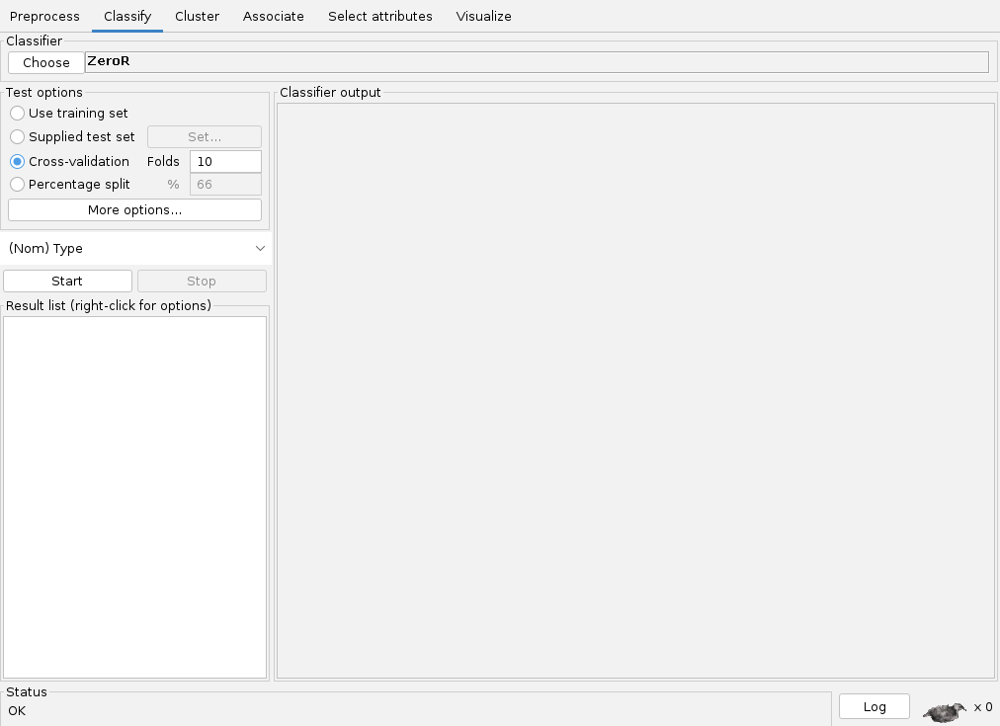 Preprocess Classify Cluster Associate Select attributes Visualize
Classifier
Choose ZeroR
Test options
Use training set
Supplied test set Set...
Cross-validation Folds 10
Percentage split % 66
More options...
(Nom) Type
Start Stop
Result list (right-click for options)
Classifier output
Status
OK
Log x 0